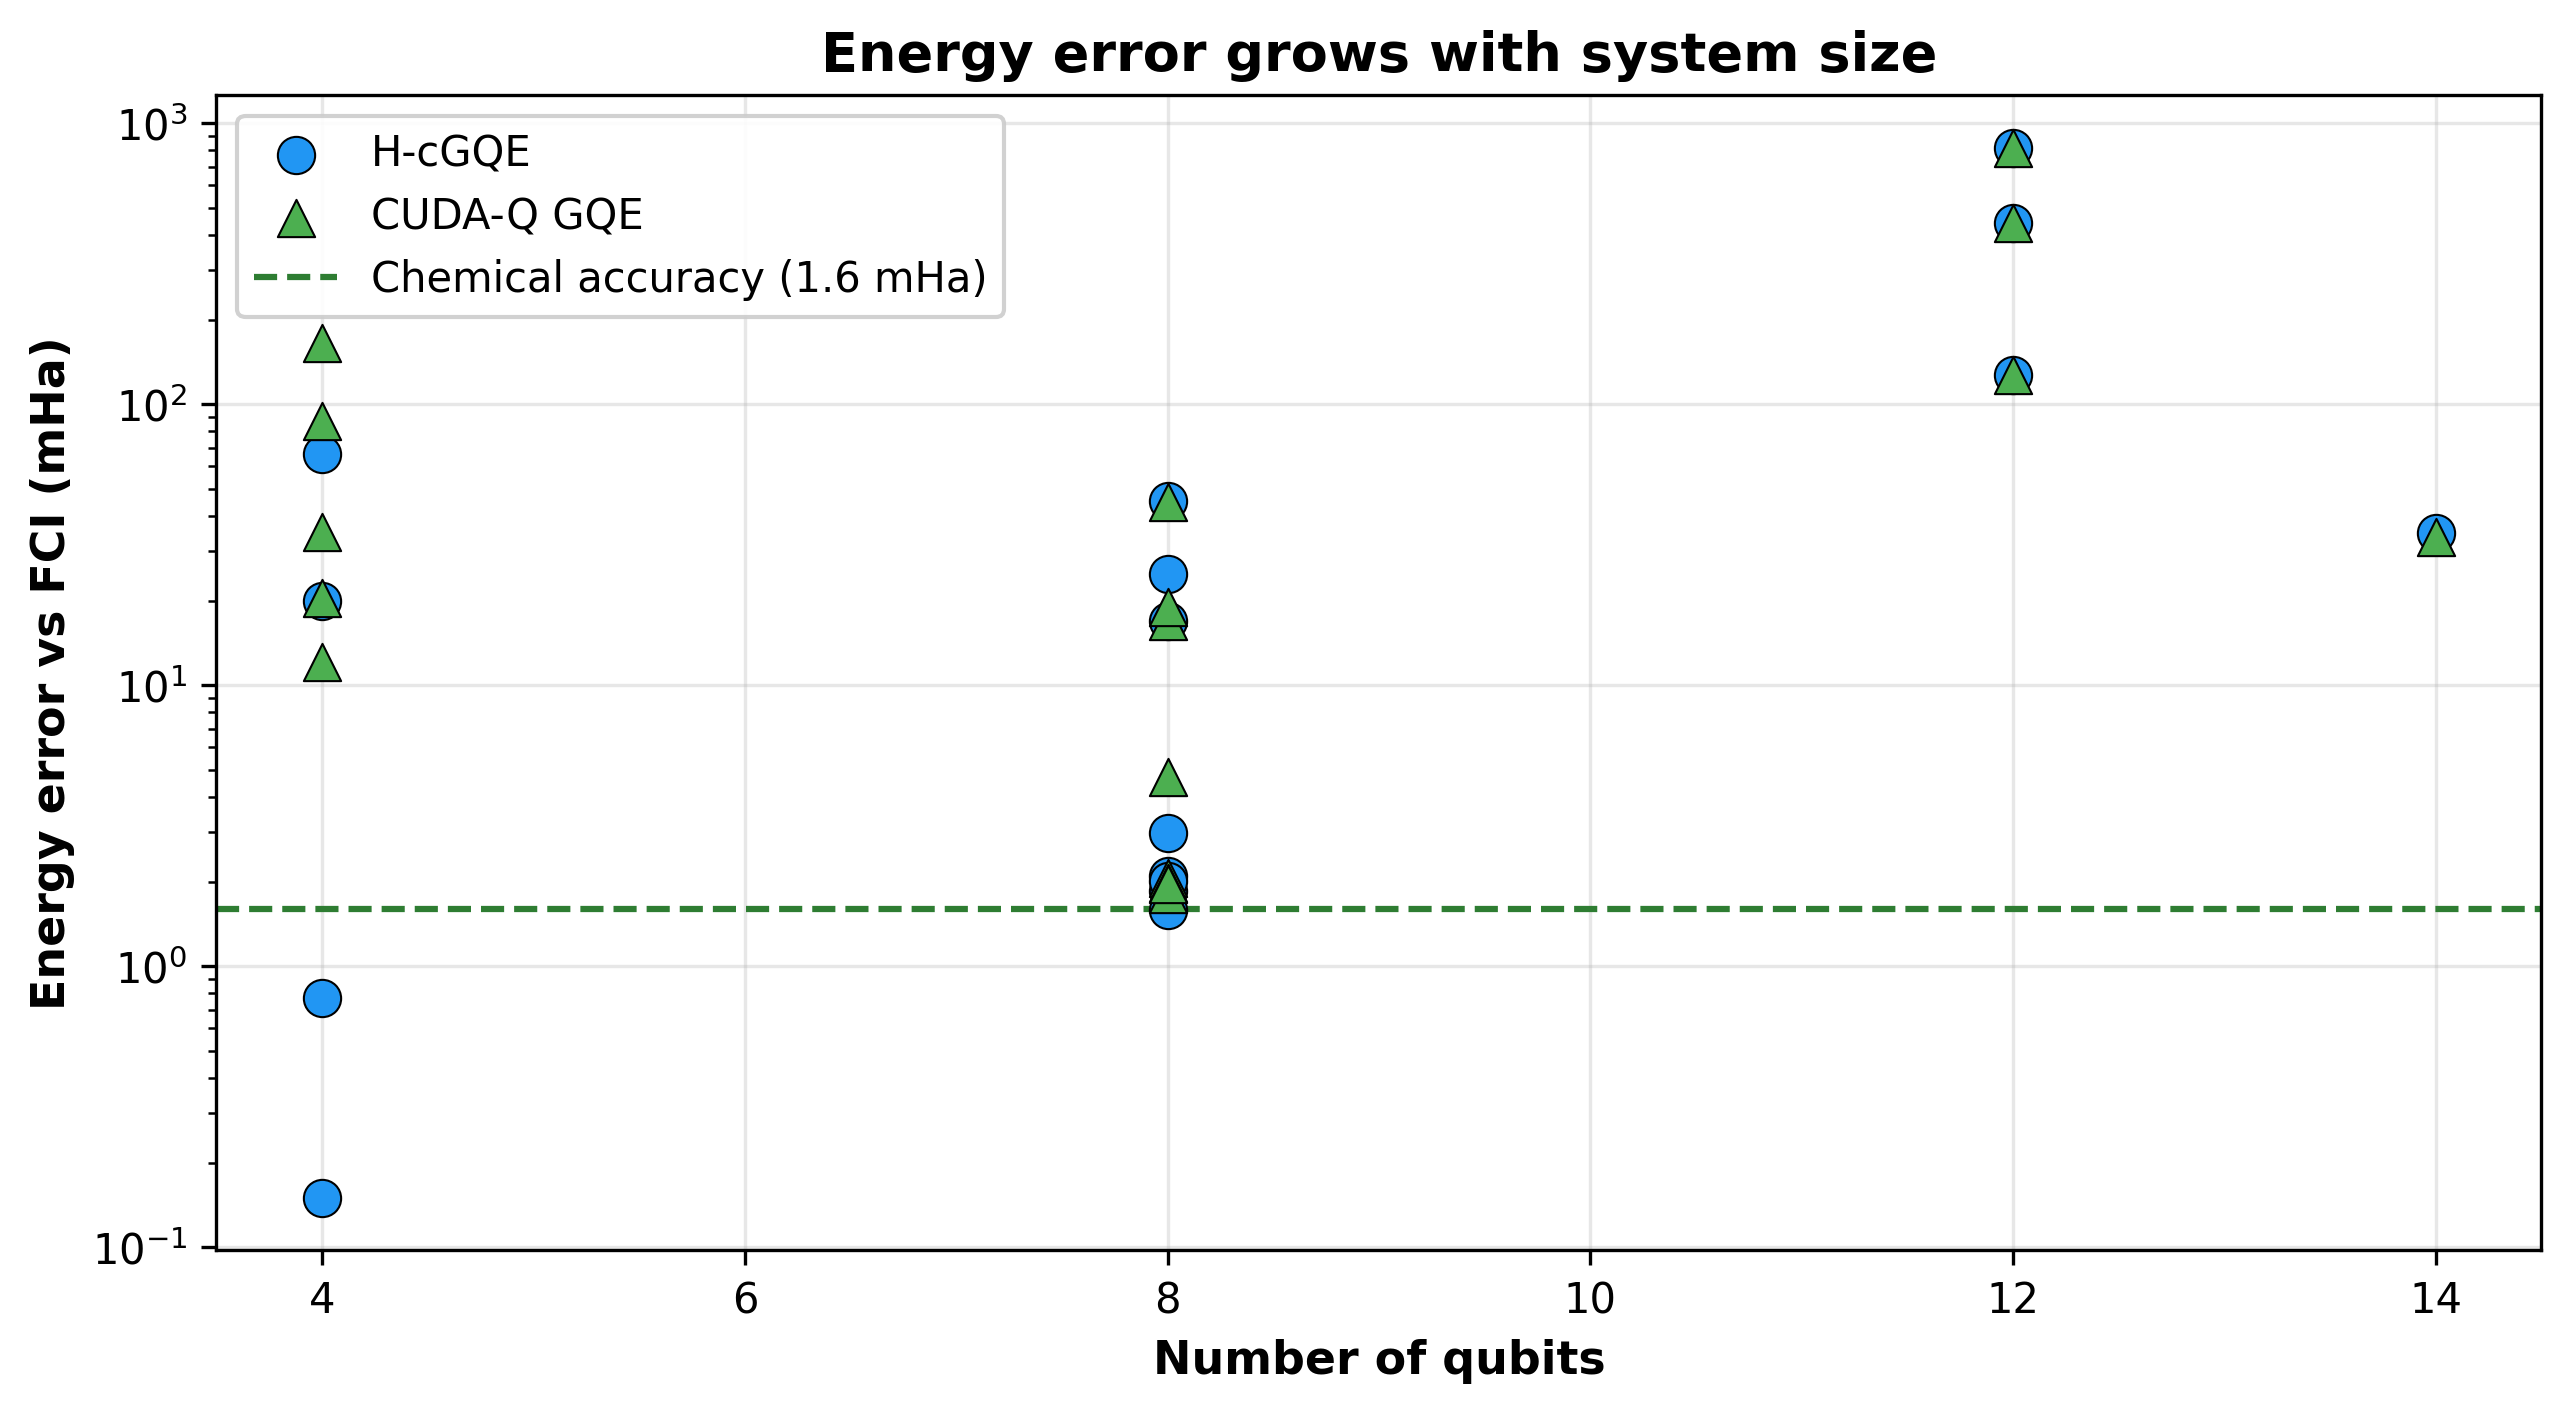 Energy error grows with system size
H-cGQE
CUDA-Q GQE
Chemical accuracy (1.6 mHa)
Energy error vs FCI (mHa)
10³
10²
10¹
10⁰
10⁻¹
4 6 8 10 12 14
Number of qubits